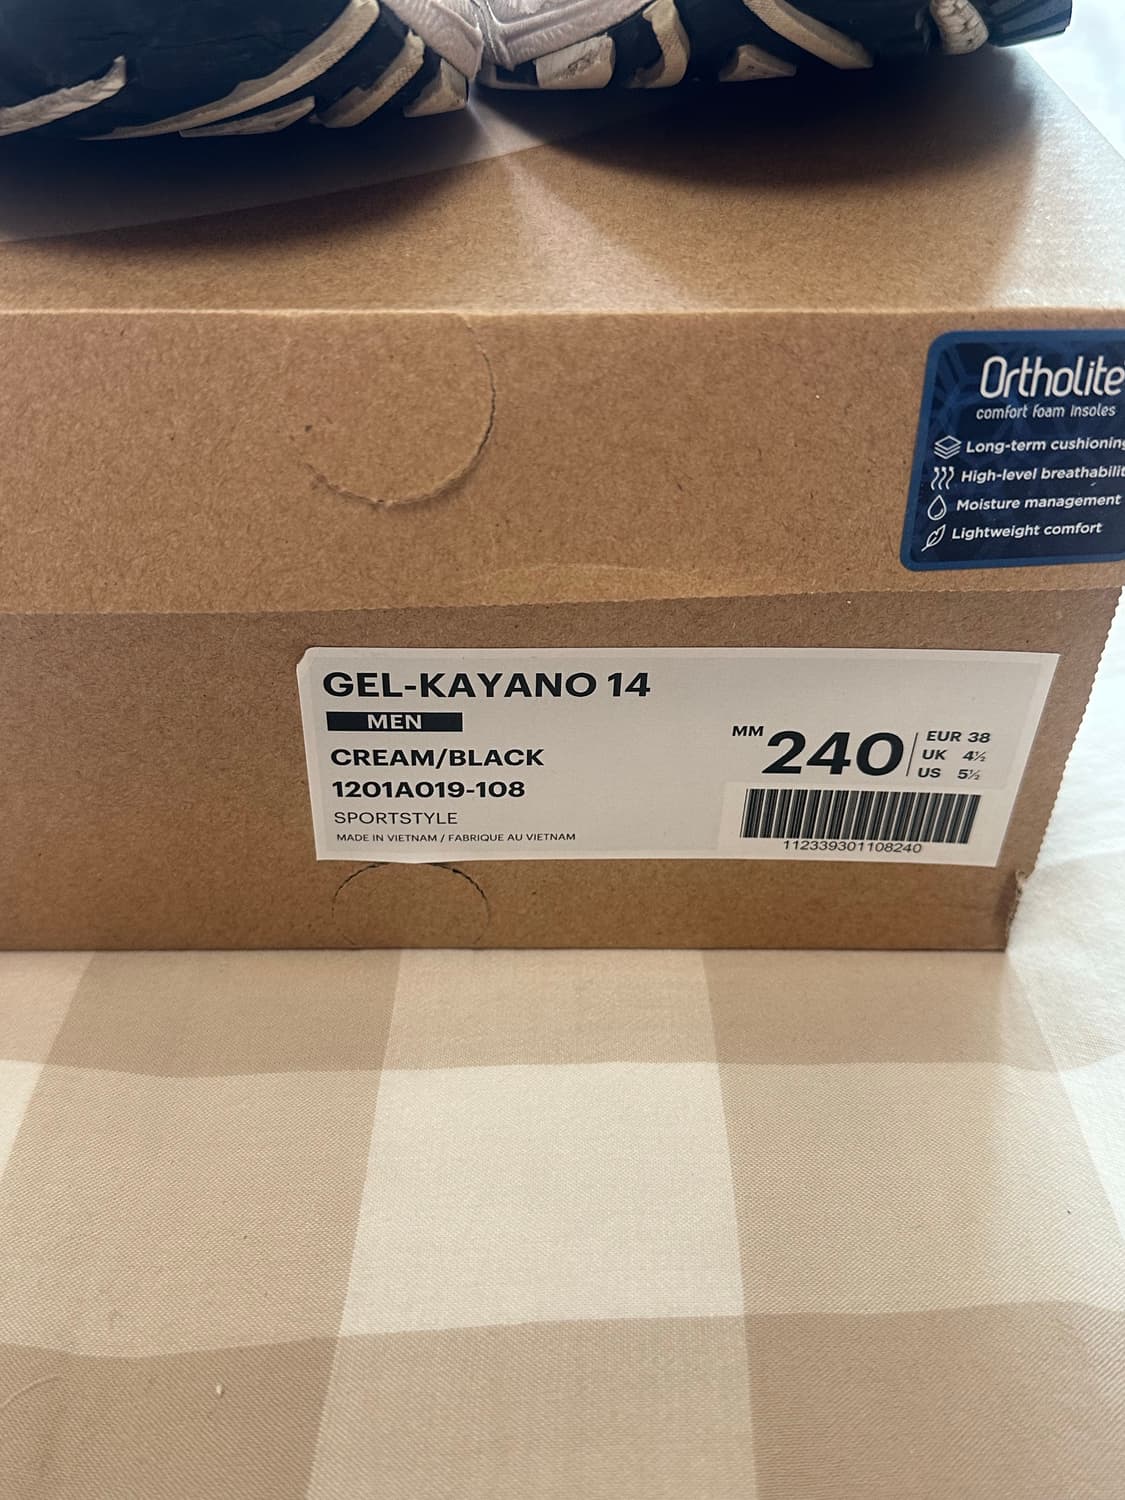 Ortholite
comfort foam insoles
Long-term cushioning
High-level
Moisture management
Lightweight comfort
GEL-KAYANO 14
MEN
CREAM/BLACK
1201A019-108
SPORTSTYLE
MADE IN VIETNAM / FABRIQUE AU VIETNAM
MM 240
EUR 38
UK 4½
US 5½
112339301108240